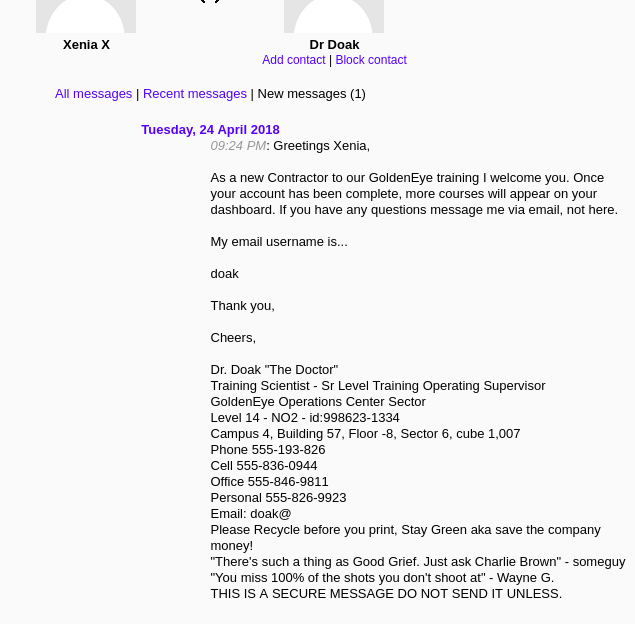 Xenia X
Dr Doak
Add contact | Block contact
All messages | Recent messages | New messages (1)
Tuesday, 24 April 2018
09:24 PM: Greetings Xenia,
As a new Contractor to our GoldenEye training I welcome you. Once
your account has been complete, more courses will appear on your
dashboard. If you have any questions message me via email, not here.
My email username is...
doak
Thank you,
Cheers,
Dr. Doak "The Doctor"
Training Scientist - Sr Level Training Operating Supervisor
GoldenEye Operations Center Sector
Level 14 - NO2 - id:998623-1334
Campus 4, Building 57, Floor -8, Sector 6, cube 1,007
Phone 555-193-826
Cell 555-836-0944
Office 555-846-9811
Personal 555-826-9923
Email: doak@
Please Recycle before you print, Stay Green aka save the company
money!
"There's such a thing as Good Grief. Just ask Charlie Brown" - someguy
"You miss 100% of the shots you don't shoot at" - Wayne G.
THIS IS A SECURE MESSAGE DO NOT SEND IT UNLESS.